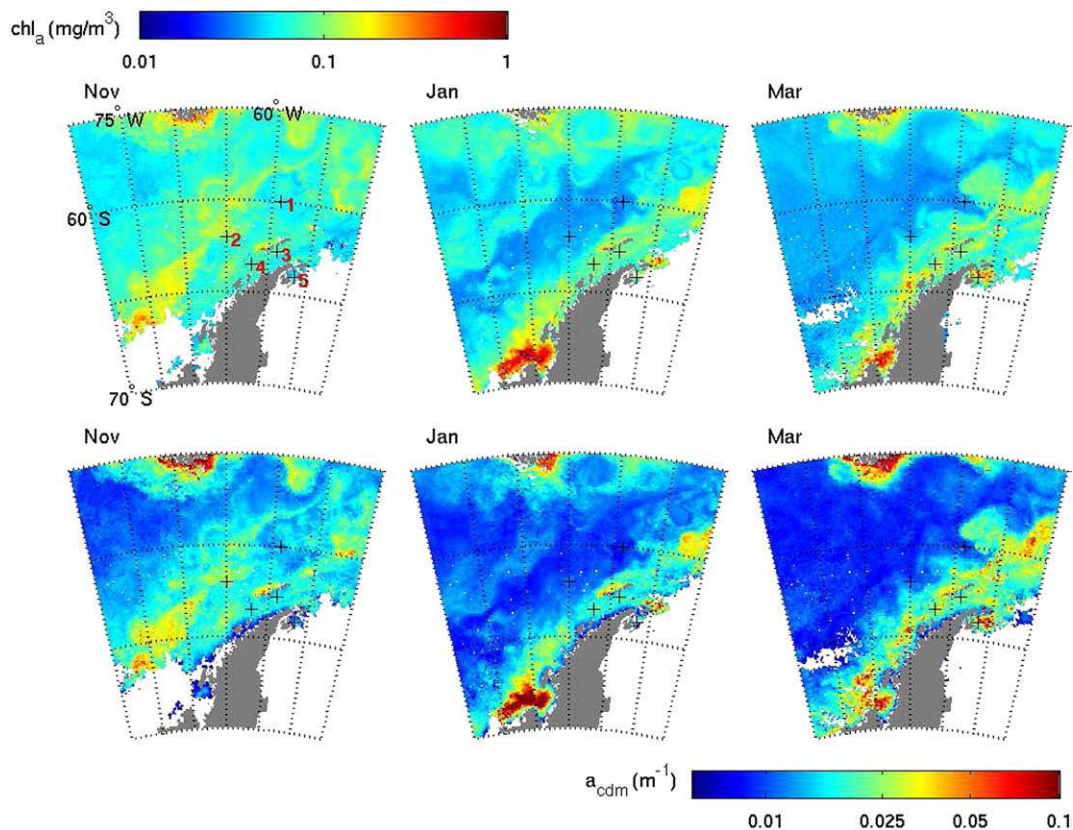 chl_a (mg/m^3)
0.01 0.1 1
Nov Jan Mar
75° W 60° W
60° S
1
2
3
4
5
70° S
Nov Jan Mar
a_cdm (m^-1)
0.01 0.025 0.05 0.1